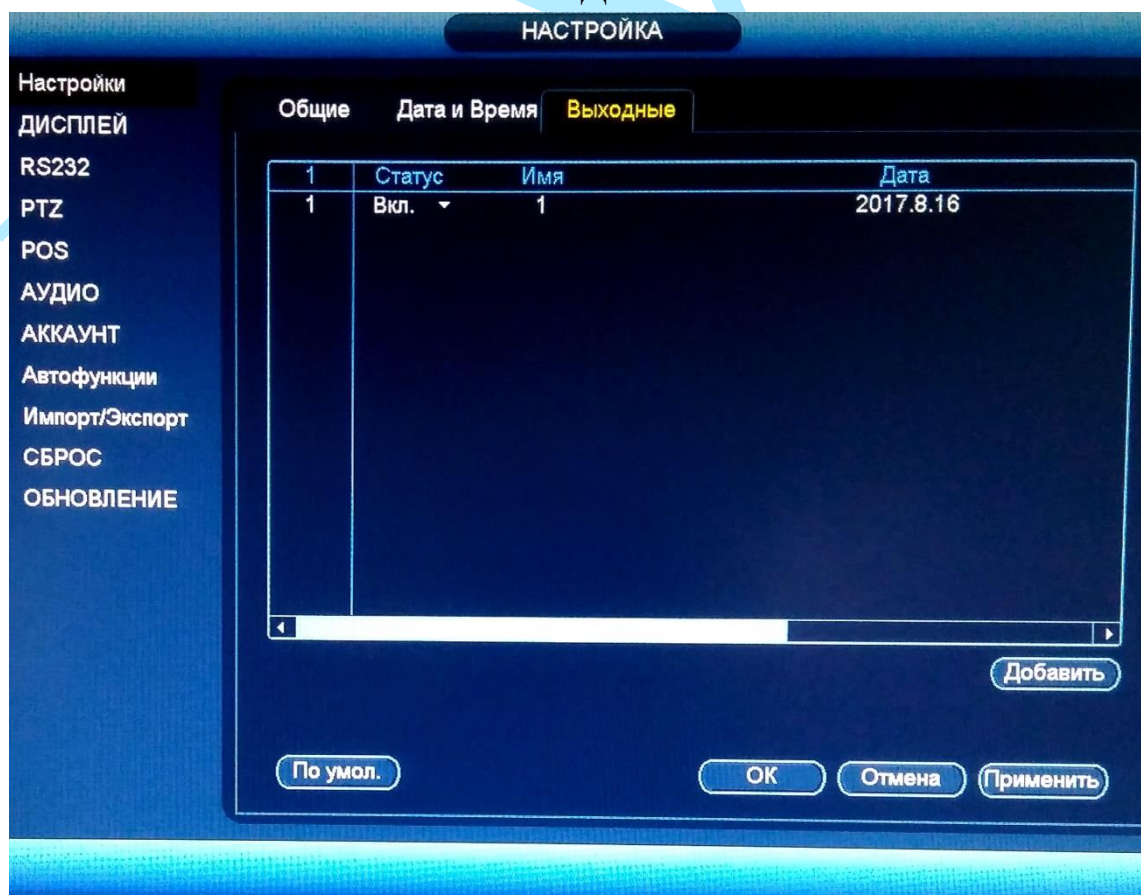 НАСТРОЙКА
Настройки
ДИСПЛЕЙ
RS232
PTZ
POS
АУДИО
АККАУНТ
Автофункции
Импорт/Экспорт
СБРОС
ОБНОВЛЕНИЕ
Общие Дата и Время Выходные
1 Статус Имя Дата
1 Вкл. 1 2017.8.16
Добавить
По умол. ОК Отмена Применить